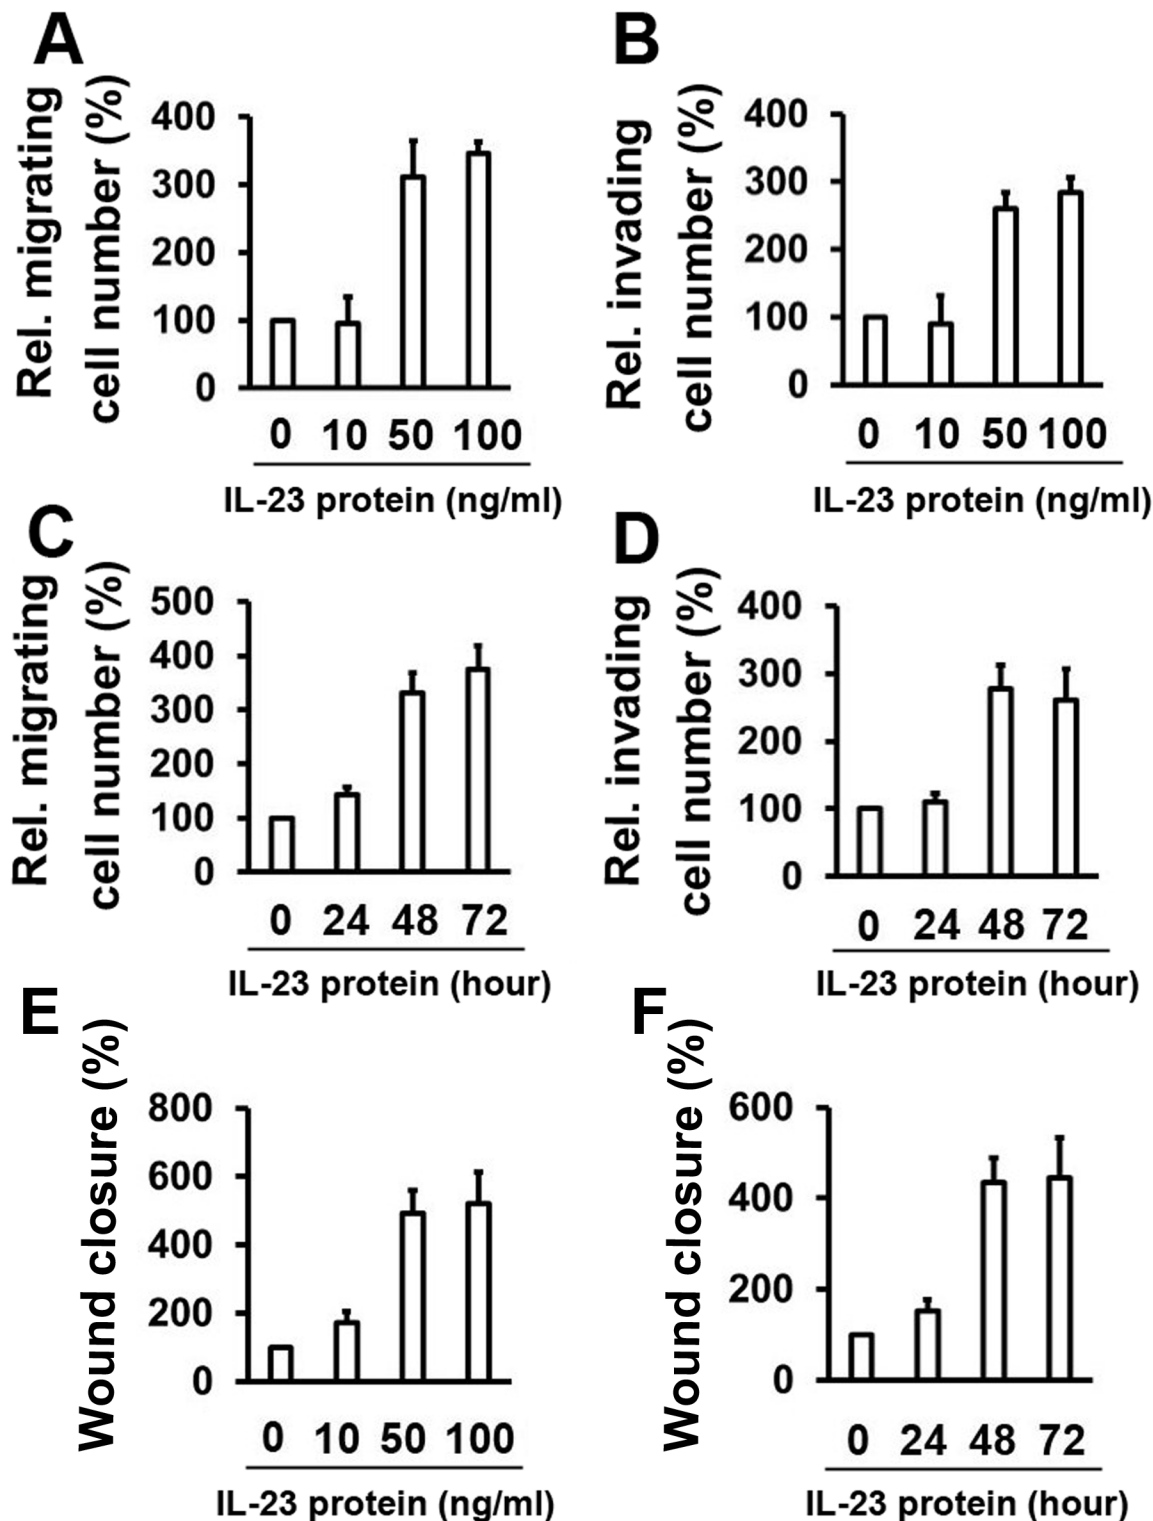 A
Rel. migrating
cell number (%)
400
300
200
100
0
0 10 50 100
IL-23 protein (ng/ml)
B
Rel. invading
cell number (%)
400
300
200
100
0
0 10 50 100
IL-23 protein (ng/ml)
C
Rel. migrating
cell number (%)
500
400
300
200
100
0
0 24 48 72
IL-23 protein (hour)
D
Rel. invading
cell number (%)
400
300
200
100
0
0 24 48 72
IL-23 protein (hour)
E
Wound closure (%)
800
600
400
200
0
0 10 50 100
IL-23 protein (ng/ml)
F
Wound closure (%)
600
400
200
0
0 24 48 72
IL-23 protein (hour)